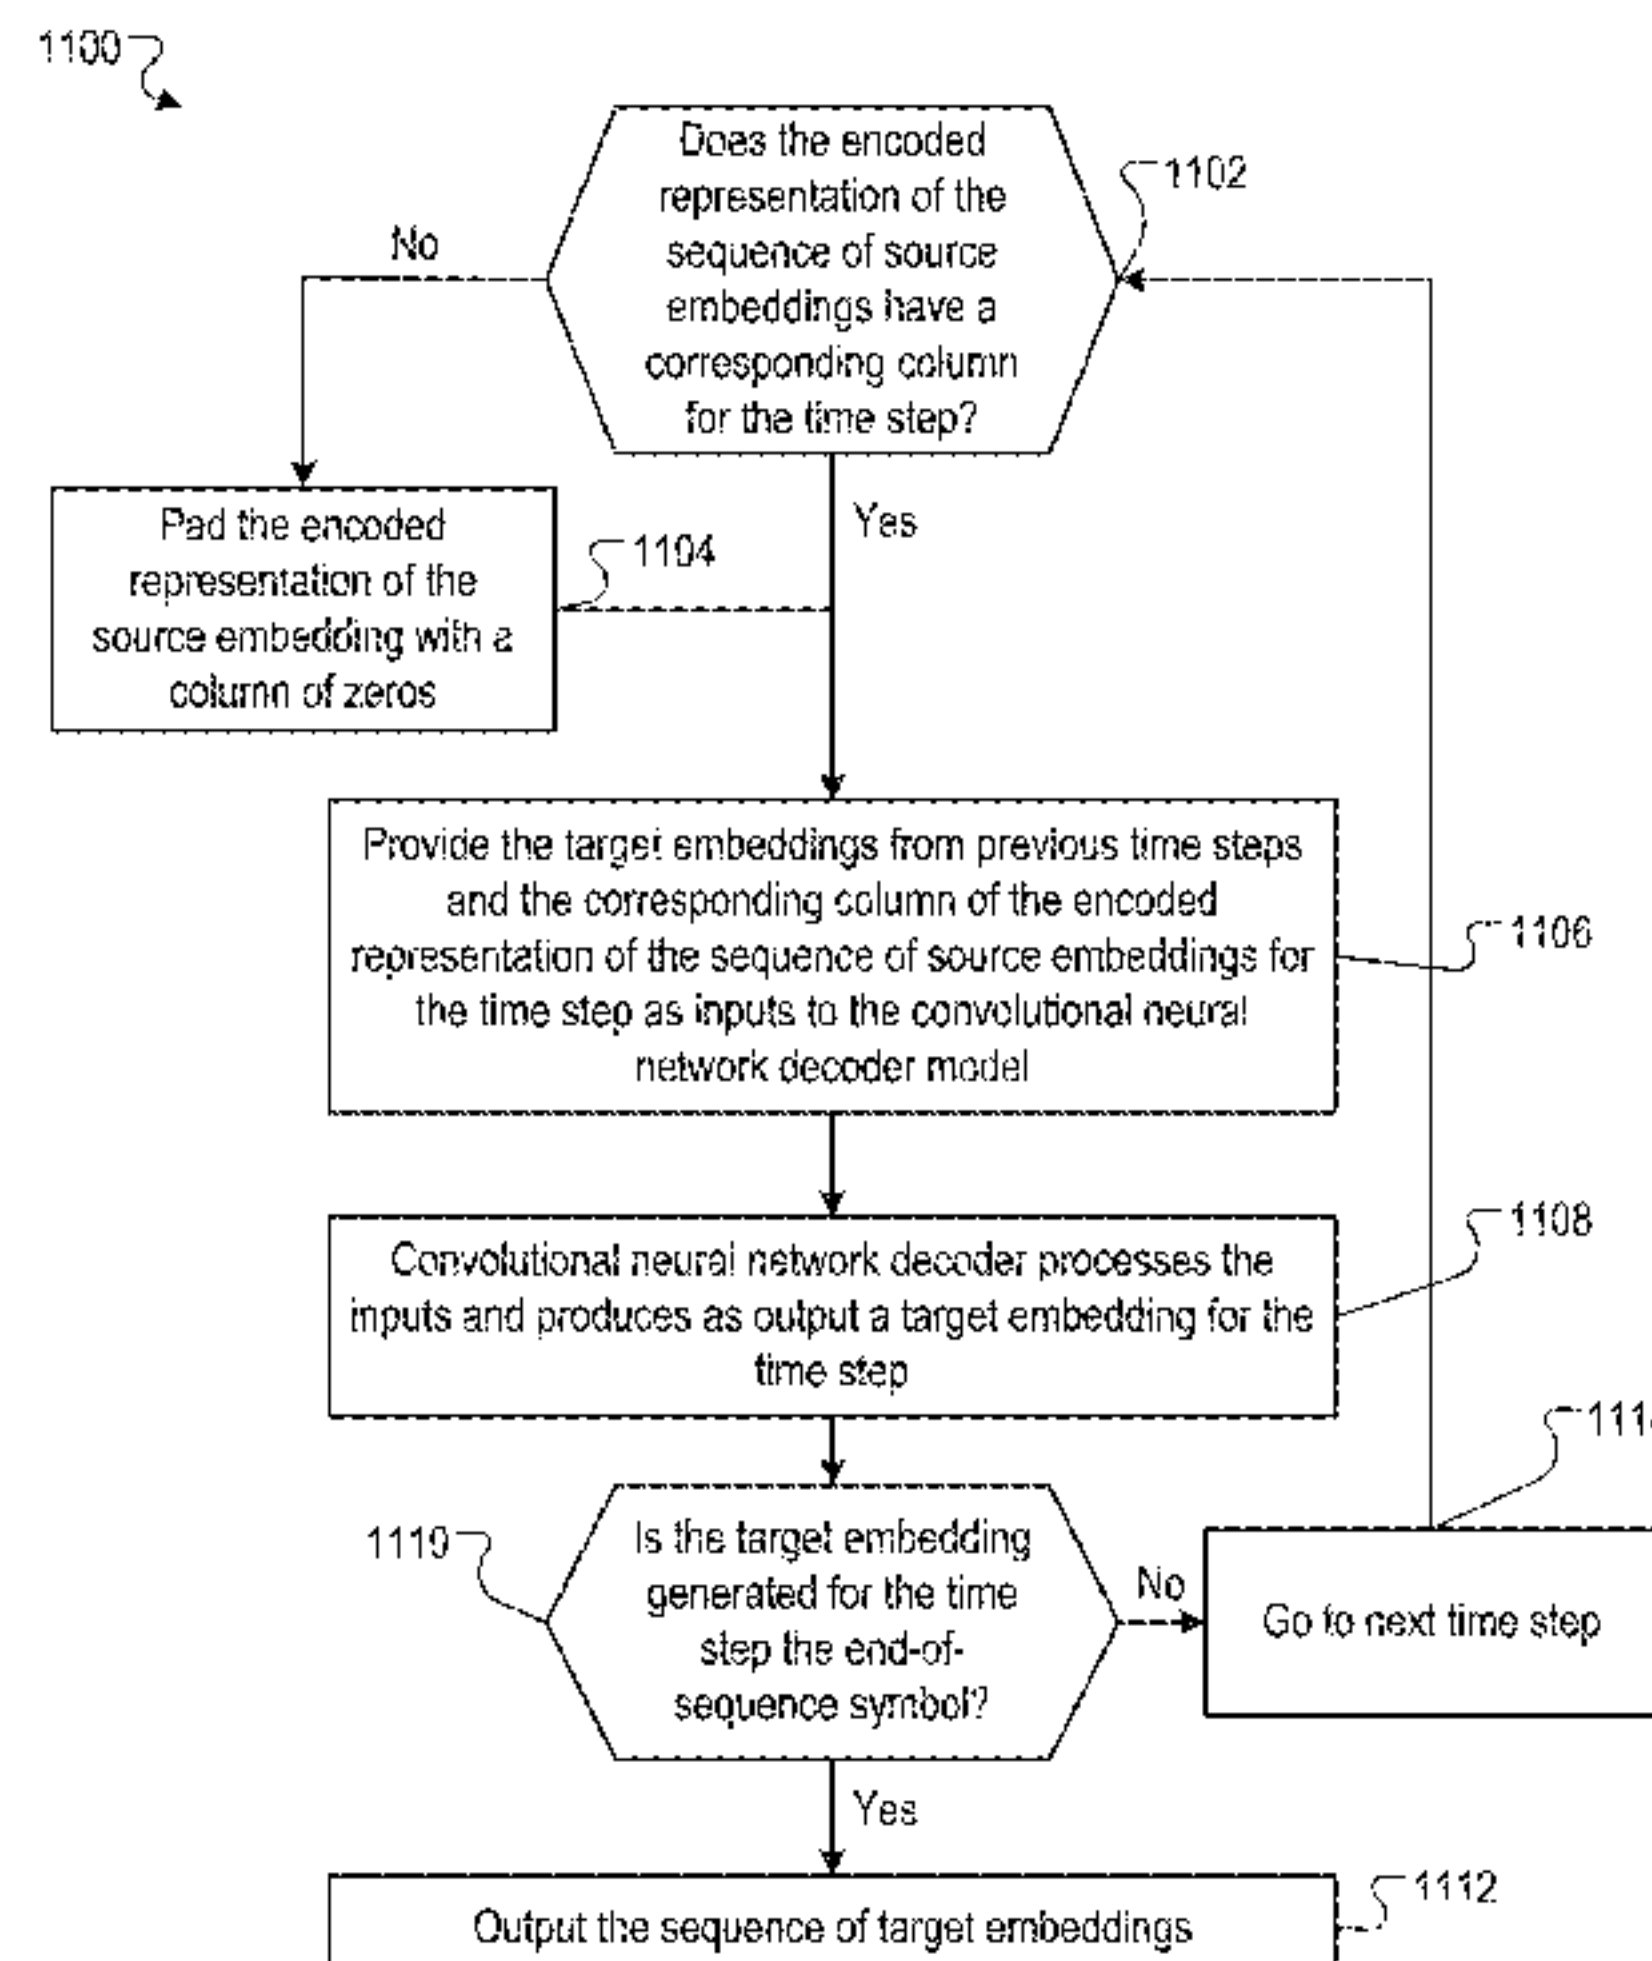 1100
Does the encoded
representation of the
sequence of source
embeddings have a
corresponding column
for the time step?
1102
No
Yes
Pad the encoded
representation of the
source embedding with a
column of zeros
1104
Provide the target embeddings from previous time steps
and the corresponding column of the encoded
representation of the sequence of source embeddings for
the time step as inputs to the convolutional neural
network decoder model
1106
Convolutional neural network decoder processes the
inputs and produces as output a target embedding for the
time step
1108
1110
Is the target embedding
generated for the time
step the end-of-
sequence symbol?
No
Go to next time step
Yes
Output the sequence of target embeddings
1112